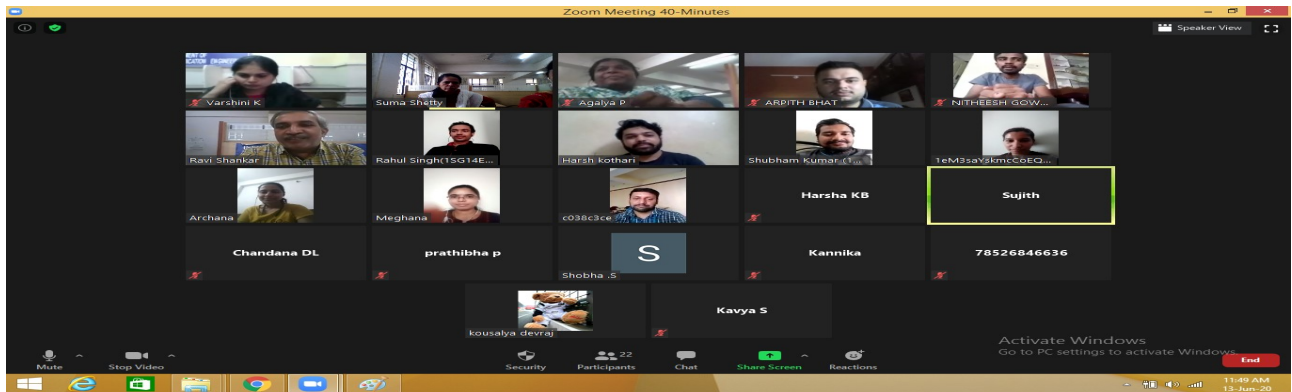 Zoom Meeting 40-Minutes
Speaker View
Varshini K
Suma Shetty
Agalya P
ARPITH BHAT
NITHEESH GOW...
Ravi Shankar
Rahul Singh(1SG14E...
Harsh kothari
Shubham Kumar (1...
1eM3saYskmcCoEQ...
Archana
Meghana
c038c3ce
Harsha KB
Sujith
Chandana DL
prathibha p
S
Shobha .S
Kannika
78526846636
kousalya devraj
Kavya S
Activate Windows
Go to PC settings to activate Windows.
Mute
Stop Video
Security
Participants
22
Chat
Share Screen
Reactions
End
11:49 AM
13-Jun-20